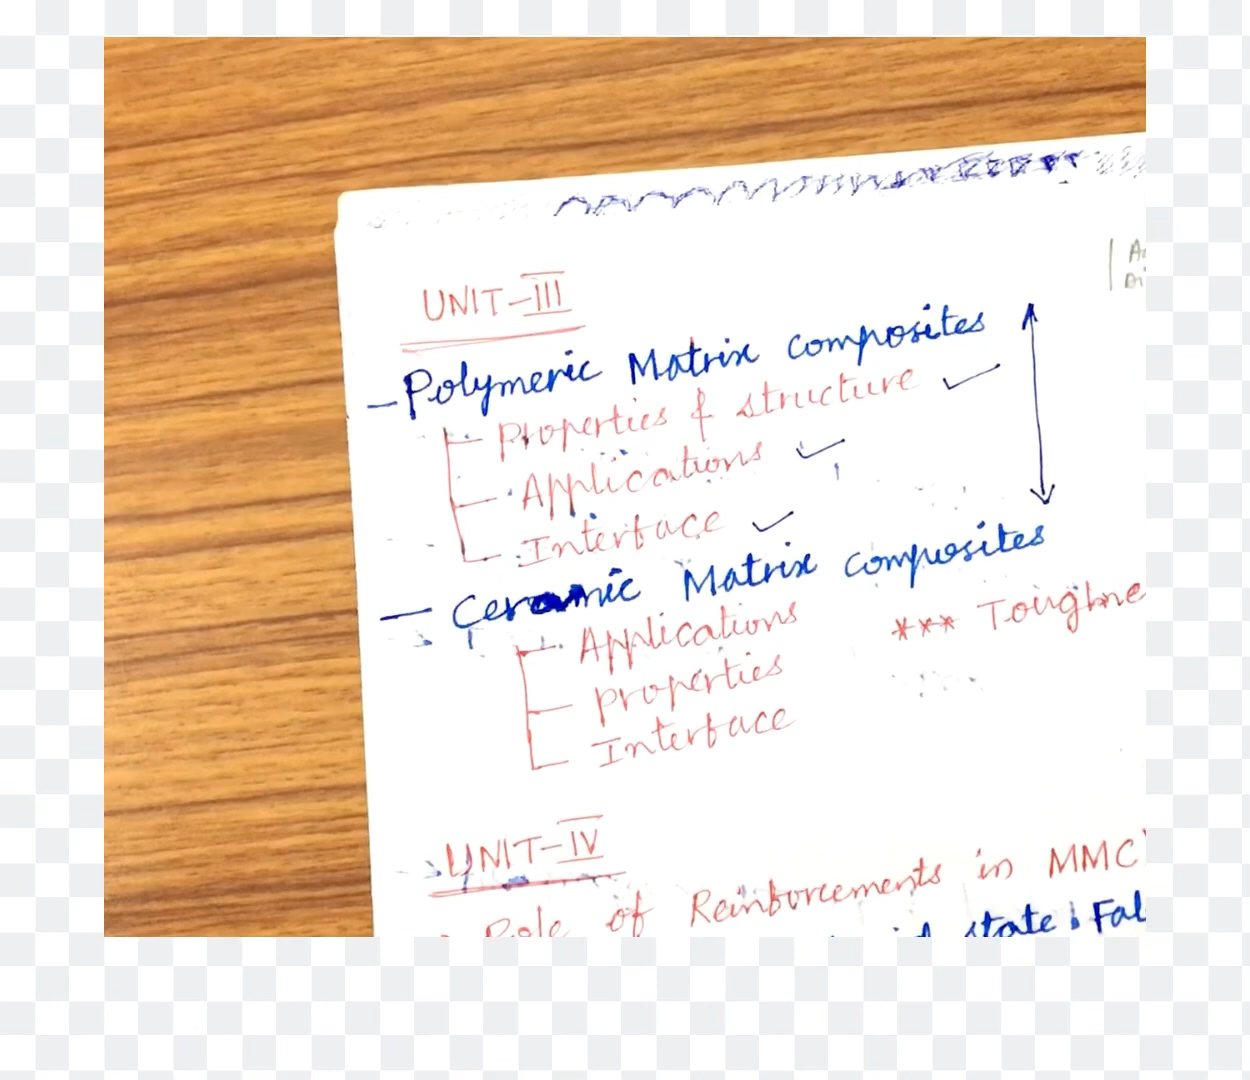 UNIT-III
- Polymeric Matrix composites
Properties & structure ✓
Applications ✓
Interface ✓
- Ceramic Matrix composites
Applications *** Toughne
Properties
Interface
UNIT-IV
Role of Reinforcements in MMC'
state : Fal